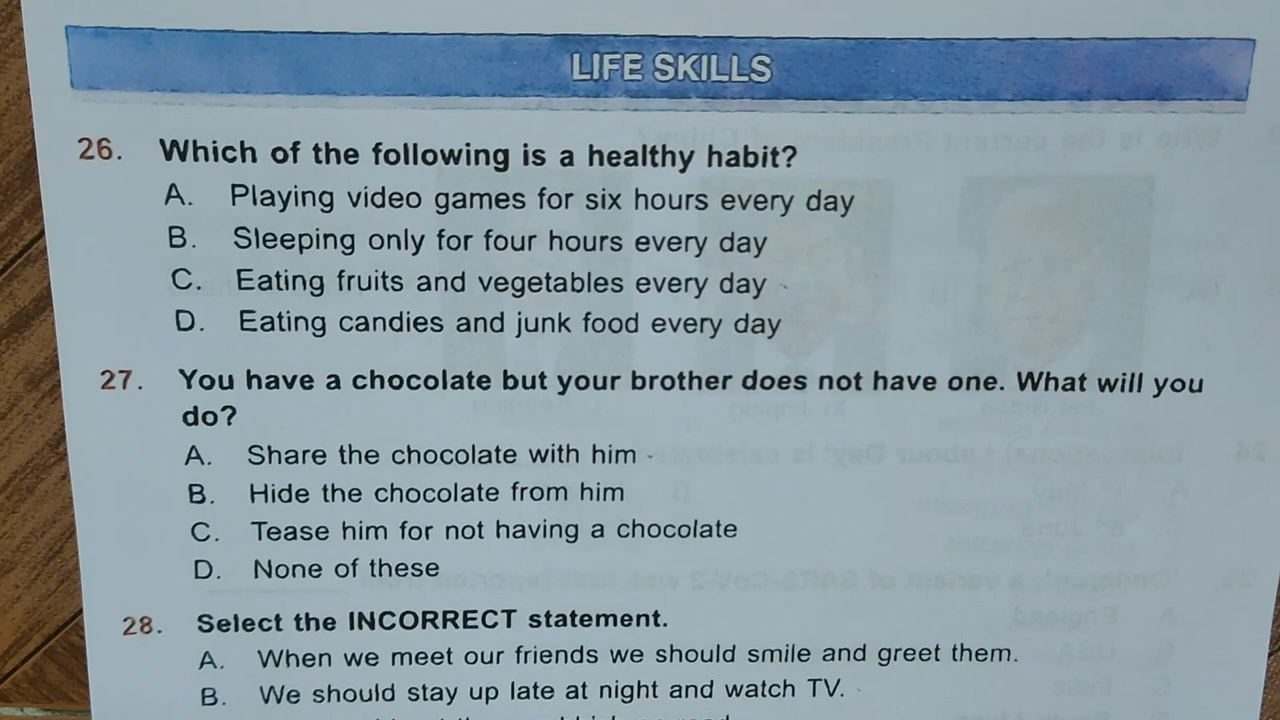 LIFE SKILLS
26. Which of the following is a healthy habit?
A. Playing video games for six hours every day
B. Sleeping only for four hours every day
C. Eating fruits and vegetables every day
D. Eating candies and junk food every day
27. You have a chocolate but your brother does not have one. What will you
do?
A. Share the chocolate with him
B. Hide the chocolate from him
C. Tease him for not having a chocolate
D. None of these
28. Select the INCORRECT statement.
A. When we meet our friends we should smile and greet them.
B. We should stay up late at night and watch TV.